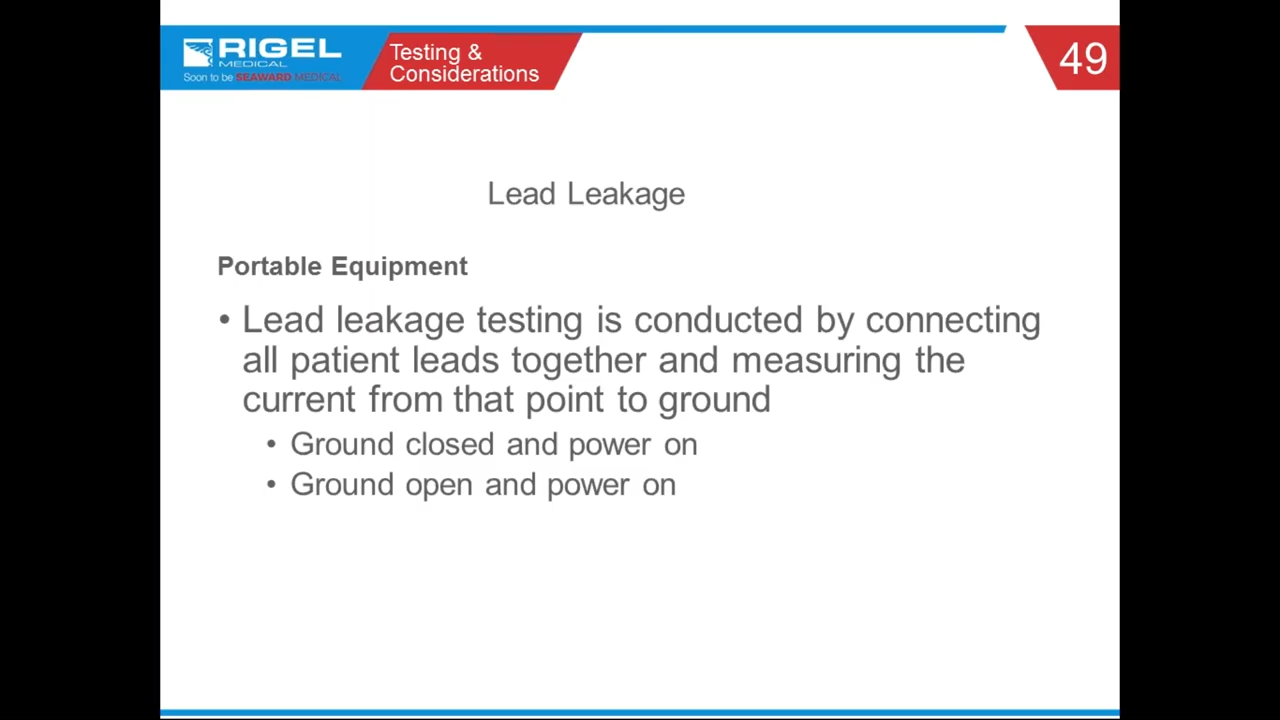 RIGEL
MEDICAL
Soon to be SEAWARD MEDICAL
Testing &
Considerations
49
Lead Leakage
Portable Equipment
• Lead leakage testing is conducted by connecting
all patient leads together and measuring the
current from that point to ground
• Ground closed and power on
• Ground open and power on